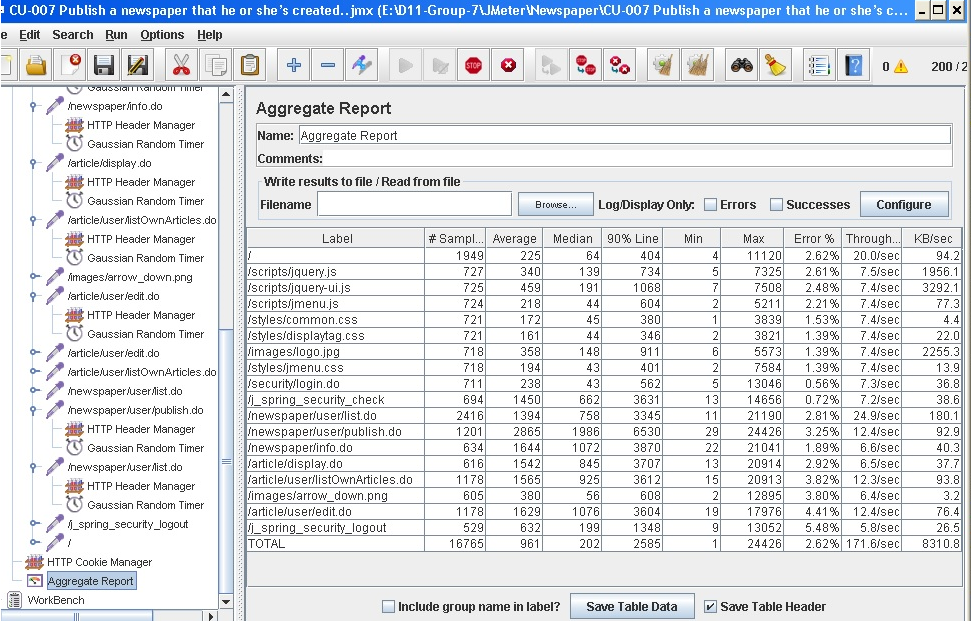 CU-007 Publish a newspaper that he or she's created..jmx (E:\D11-Group-7\JMeter\Newspaper\CU-007 Publish a newspaper that he or she's c...
e Edit Search Run Options Help
STOP
0 200 / 2
Gaussian Random Timer
/newspaper/info.do
HTTP Header Manager
Gaussian Random Timer
/article/display.do
HTTP Header Manager
Gaussian Random Timer
/article/user/listOwnArticles.do
HTTP Header Manager
Gaussian Random Timer
/images/arrow_down.png
/article/user/edit.do
HTTP Header Manager
Gaussian Random Timer
/article/user/edit.do
/article/user/listOwnArticles.do
/newspaper/user/list.do
/newspaper/user/publish.do
HTTP Header Manager
Gaussian Random Timer
/newspaper/user/list.do
HTTP Header Manager
Gaussian Random Timer
/j_spring_security_logout
/
HTTP Cookie Manager
Aggregate Report
WorkBench
Aggregate Report
Name: Aggregate Report
Comments:
Write results to file / Read from file
Filename Browse... Log/Display Only: Errors Successes Configure
Label # Sampl... Average Median 90% Line Min Max Error % Through... KB/sec
/ 1949 225 64 404 4 11120 2.62% 20.0/sec 94.2
/scripts/jquery.js 727 340 139 734 5 7325 2.61% 7.5/sec 1956.1
/scripts/jquery-ui.js 725 459 191 1068 7 7508 2.48% 7.4/sec 3292.1
/scripts/jmenu.js 724 218 44 604 2 5211 2.21% 7.4/sec 77.3
/styles/common.css 721 172 45 380 1 3839 1.53% 7.4/sec 4.4
/styles/displaytag.css 721 161 44 346 2 3821 1.39% 7.4/sec 22.0
/images/logo.jpg 718 358 148 911 6 5573 1.39% 7.4/sec 2255.3
/styles/jmenu.css 718 194 43 401 2 7584 1.39% 7.4/sec 13.9
/security/login.do 711 238 43 562 5 13046 0.56% 7.3/sec 36.8
/j_spring_security_check 694 1450 662 3631 13 14656 0.72% 7.2/sec 38.6
/newspaper/user/list.do 2416 1394 758 3345 11 21190 2.81% 24.9/sec 180.1
/newspaper/user/publish.do 1201 2865 1986 6530 29 24426 3.25% 12.4/sec 92.9
/newspaper/info.do 634 1644 1072 3870 22 21041 1.89% 6.6/sec 40.3
/article/display.do 616 1542 845 3707 13 20914 2.92% 6.5/sec 37.7
/article/user/listOwnArticles.do 1178 1565 925 3612 15 20913 3.82% 12.3/sec 93.8
/images/arrow_down.png 605 380 56 608 2 12895 3.80% 6.4/sec 3.2
/article/user/edit.do 1178 1629 1076 3604 19 17976 4.41% 12.4/sec 76.4
/j_spring_security_logout 529 632 199 1348 9 13052 5.48% 5.8/sec 26.5
TOTAL 16765 961 202 2585 1 24426 2.62% 171.6/sec 8310.8
Include group name in label? Save Table Data Save Table Header